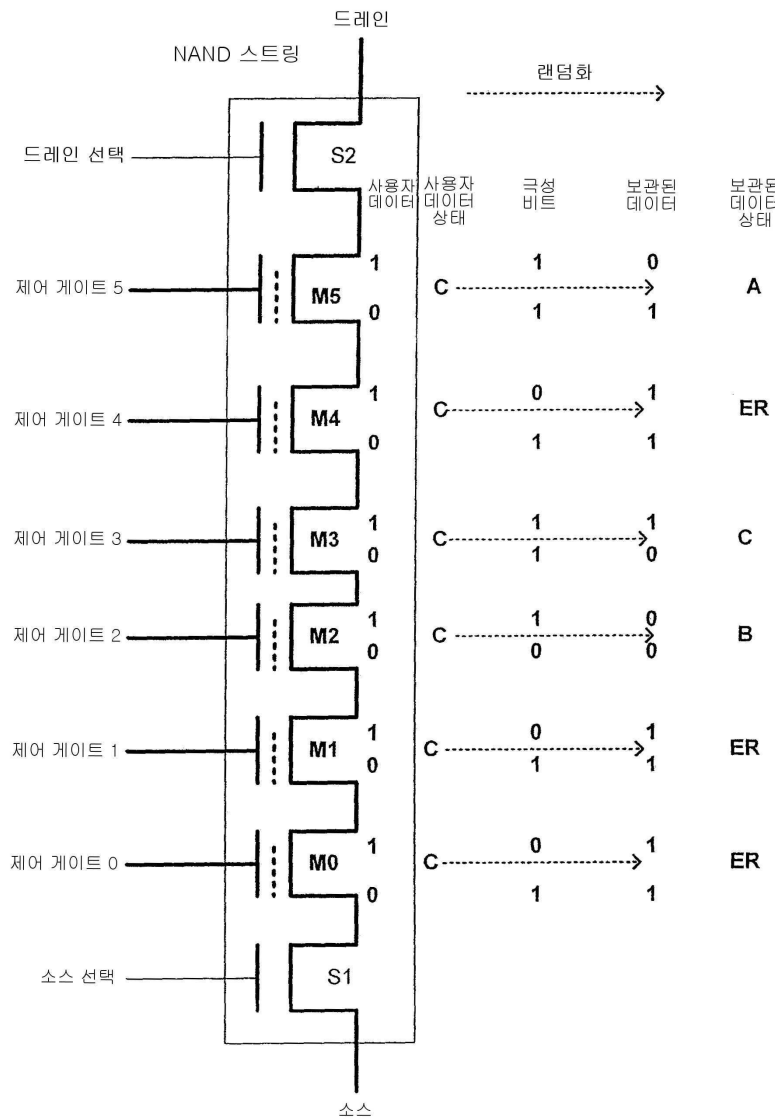 드레인
NAND 스트링
랜덤화
드레인 선택
S2
사용자 데이터
사용자 데이터 상태
극성 비트
보관된 데이터
보관된 데이터 상태
1 1 0
제어 게이트 5 M5 C A
0 1 1
1 0 1
제어 게이트 4 M4 C ER
0 1 1
1 1 1
제어 게이트 3 M3 C C
0 1 0
1 1 0
제어 게이트 2 M2 C B
0 0 0
1 0 1
제어 게이트 1 M1 C ER
0 1 1
1 0 1
제어 게이트 0 M0 C ER
0 1 1
소스 선택 S1
소스